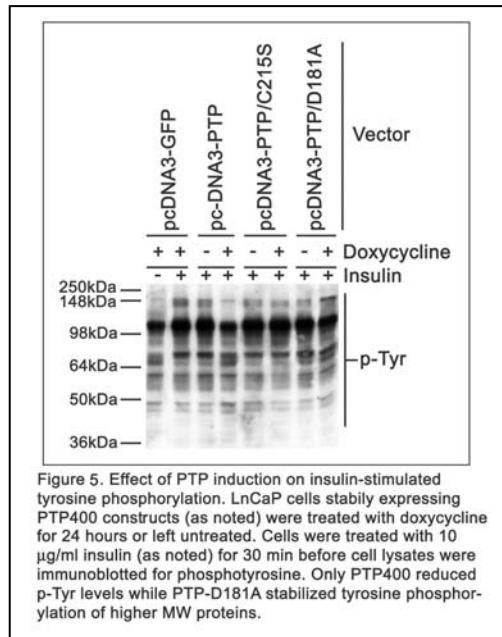 pcDNA3-GFP
pc-DNA3-PTP
pcDNA3-PTP/C215S
pcDNA3-PTP/D181A
Vector
+ + - + - + - + Doxycycline
- + + + + + + + Insulin
250kDa
148kDa
98kDa
64kDa
50kDa
36kDa
p-Tyr
Figure 5. Effect of PTP induction on insulin-stimulated
tyrosine phosphorylation. LnCaP cells stabily expressing
PTP400 constructs (as noted) were treated with doxycycline
for 24 hours or left untreated. Cells were treated with 10
μg/ml insulin (as noted) for 30 min before cell lysates were
immunoblotted for phosphotyrosine. Only PTP400 reduced
p-Tyr levels while PTP-D181A stabilized tyrosine phosphor-
ylation of higher MW proteins.